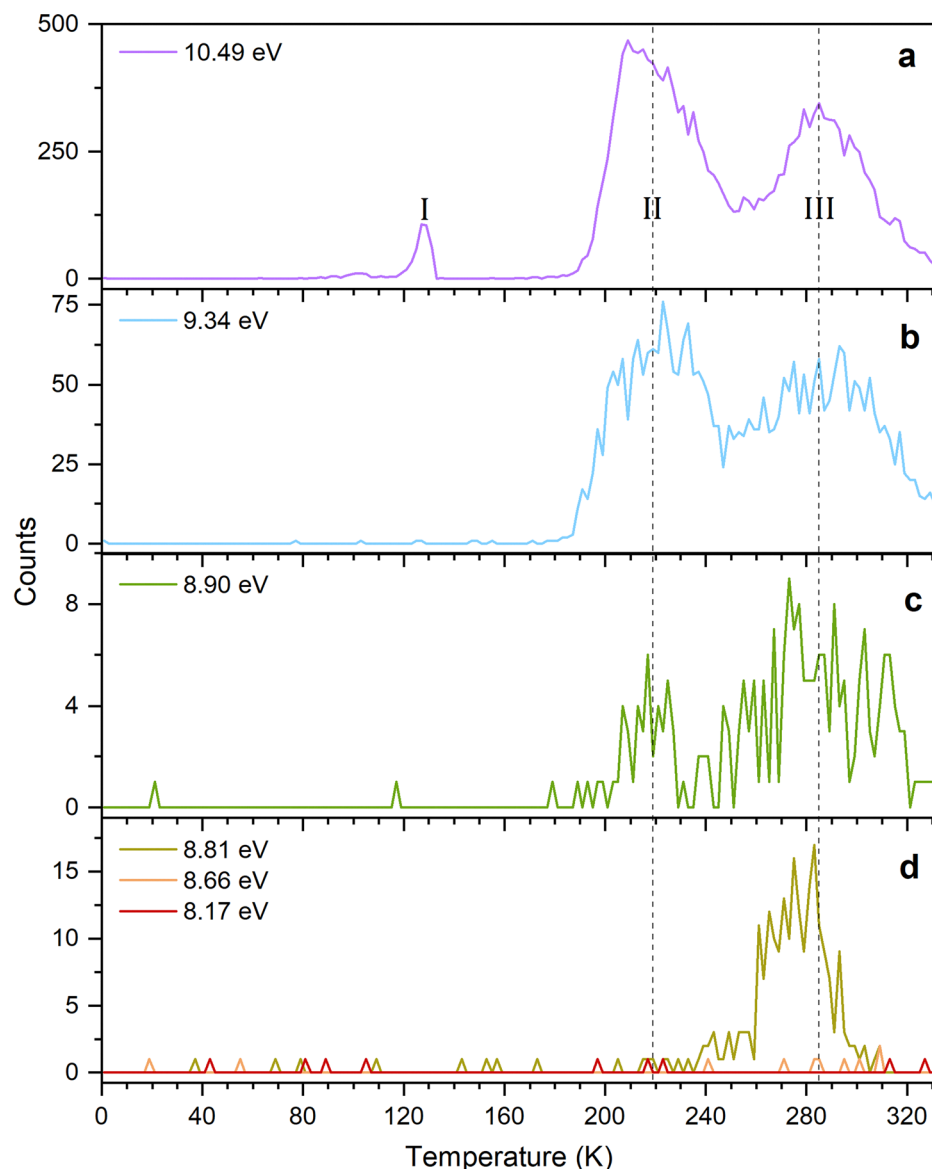 500
10.49 eV
a
250
I
II
III
0
75
9.34 eV
b
50
25
0
Counts
8.90 eV
c
8
4
0
8.81 eV
d
8.66 eV
15
8.17 eV
10
5
0
0 40 80 120 160 200 240 280 320
Temperature (K)